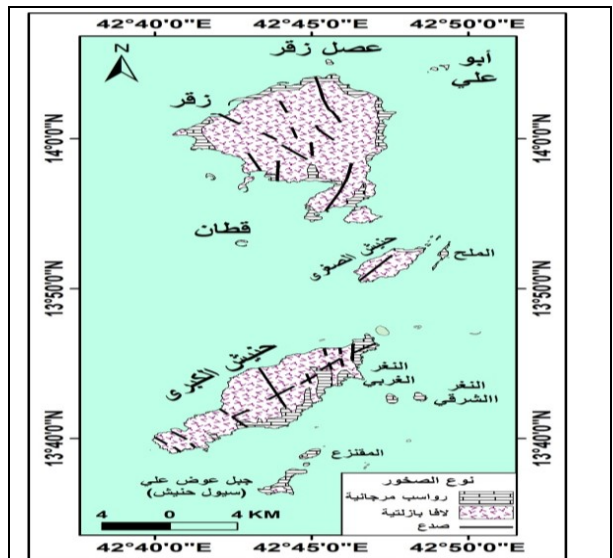 42°40'0"E 42°45'0"E 42°50'0"E
N
عصل زقر
أبو
علي
زقر
14°0'0"N 14°0'0"N
قطان
حنيش الصغرى
الملح
13°50'0"N 13°50'0"N
حنيش الكبرى
النغر
الغربي
النغر
االشرقي
13°40'0"N 13°40'0"N
المقنزع
جبل عوض علي
(سيول حنيش)
نوع الصخور
رواسب مرجانية
لافا بازلتية
صدع
4 0 4 KM
42°40'0"E 42°45'0"E 42°50'0"E